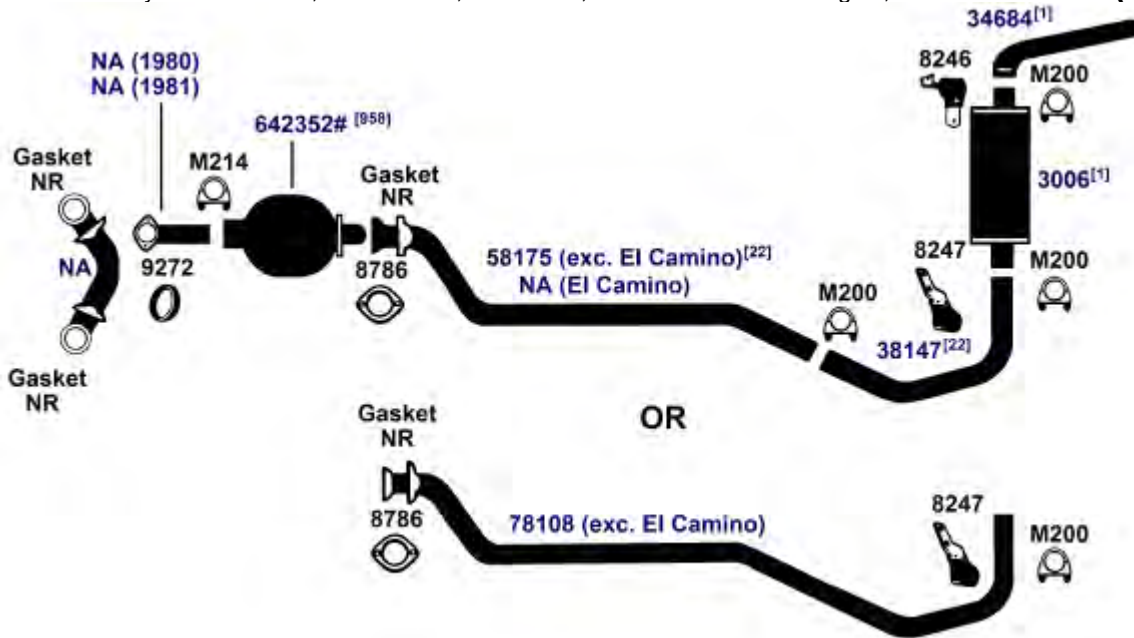 34684[1]
NA (1980)
NA (1981)
8246
M200
642352# [958)
Gasket
NR
M214
Gasket
NR
3006[1]
NA
9272
8786
58175 (exc. El Camino)[22]
NA (El Camino)
8247
M200
M200
38147[22]
Gasket
NR
OR
Gasket
NR
8786
78108 (exc. El Camino)
8247
M200